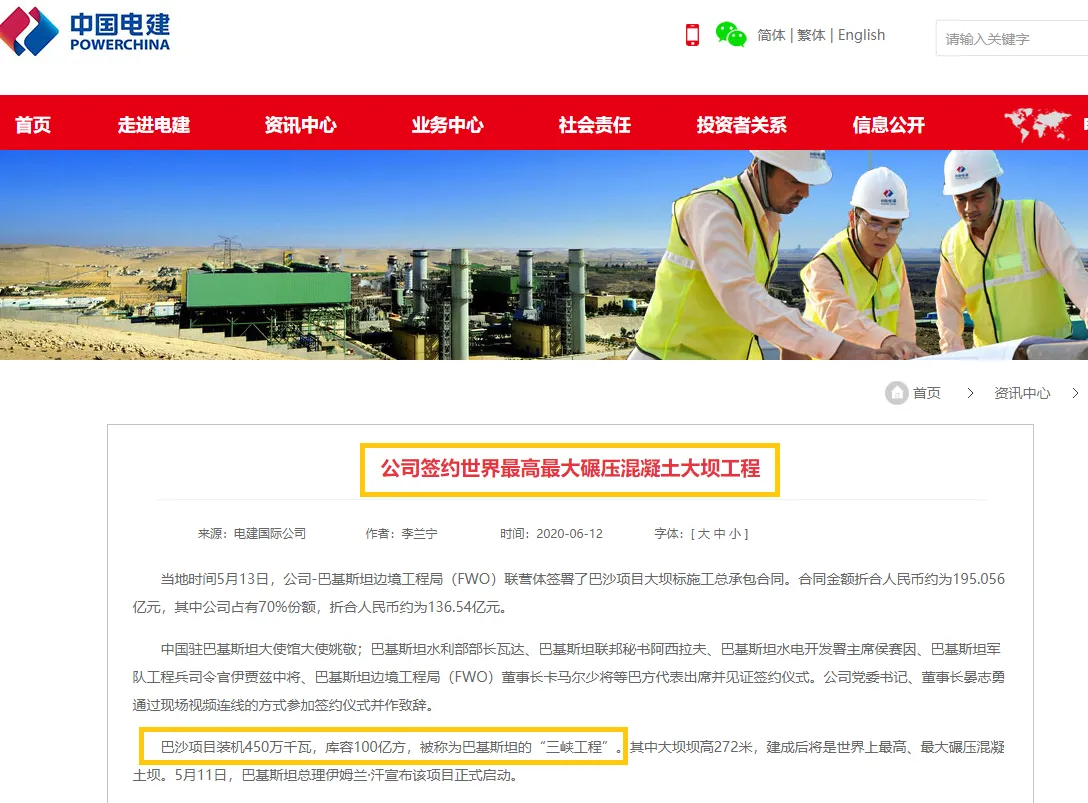 中国电建
POWERCHINA
简体 | 繁体 | English
请输入关键字
首页 走进电建 资讯中心 业务中心 社会责任 投资者关系 信息公开
首页 > 资讯中心 >
公司签约世界最高最大碾压混凝土大坝工程
来源：电建国际公司 作者：李兰宁 时间：2020-06-12 字体：[ 大 中 小 ]
当地时间5月13日，公司-巴基斯坦边境工程局（FWO）联营体签署了巴沙项目大坝标施工总承包合同。合同金额折合人民币约为195.056
亿元，其中公司占有70%份额，折合人民币约为136.54亿元。
中国驻巴基斯坦大使馆大使姚敬；巴基斯坦水利部部长瓦达、巴基斯坦联邦秘书阿西拉夫、巴基斯坦水电开发署主席侯赛因、巴基斯坦军
队工程兵司令官伊贾兹中将、巴基斯坦边境工程局（FWO）董事长卡马尔少将等巴方代表出席并见证签约仪式。公司党委书记、董事长晏志勇
通过现场视频连线的方式参加签约仪式并作致辞。
巴沙项目装机450万千瓦，库容100亿方，被称为巴基斯坦的“三峡工程”。其中大坝坝高272米，建成后将是世界上最高、最大碾压混凝
土坝。5月11日，巴基斯坦总理伊姆兰·汗宣布该项目正式启动。